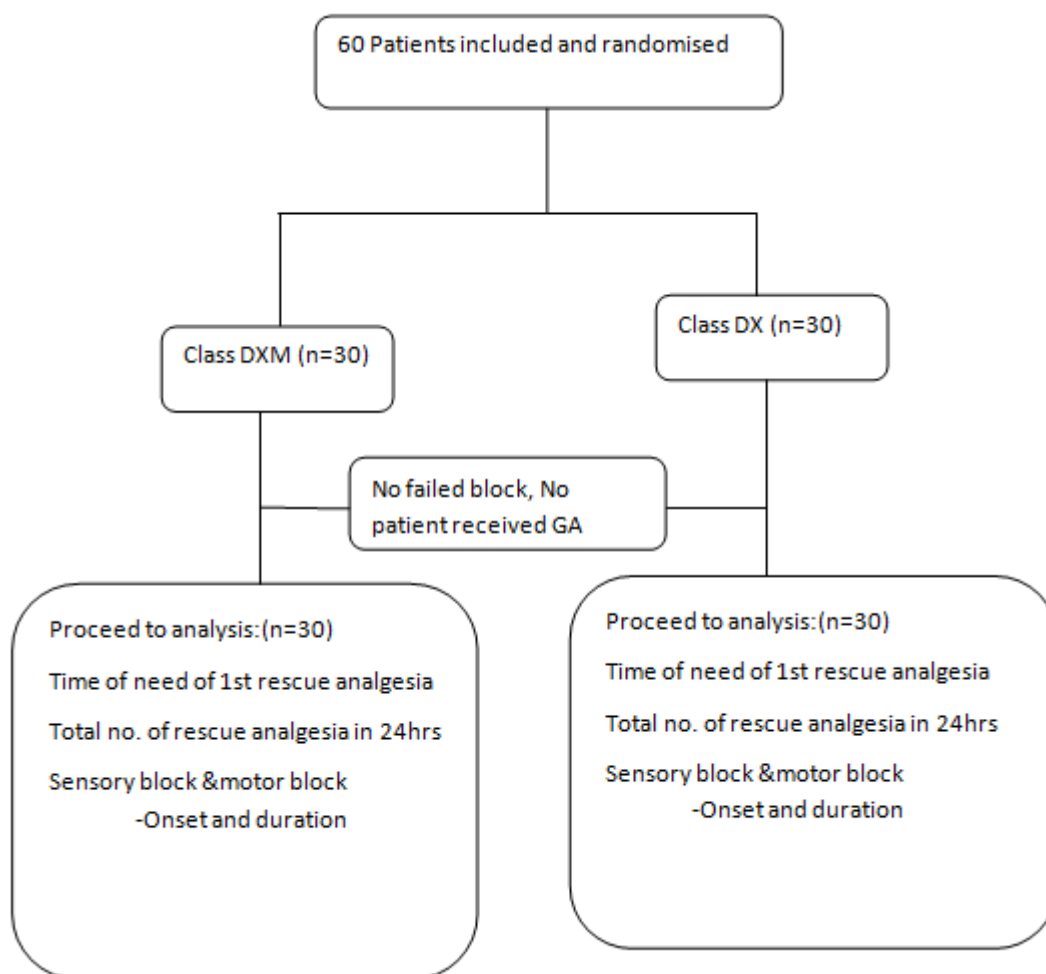 60 Patients included and randomised
Class DXM (n=30)
Class DX (n=30)
No failed block, No
patient received GA
Proceed to analysis:(n=30)
Time of need of 1st rescue analgesia
Total no. of rescue analgesia in 24hrs
Sensory block &motor block
-Onset and duration
Proceed to analysis:(n=30)
Time of need of 1st rescue analgesia
Total no. of rescue analgesia in 24hrs
Sensory block &motor block
-Onset and duration